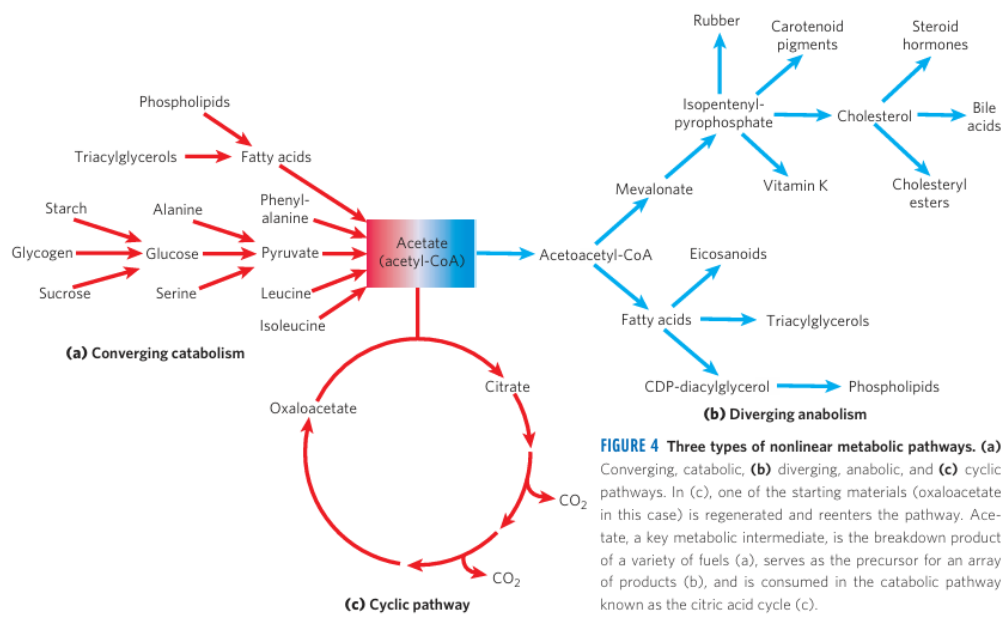 Rubber
Carotenoid
pigments
Steroid
hormones
Phospholipids
Isopentenyl-
pyrophosphate
Cholesterol
Bile
acids
Triacylglycerols
Fatty acids
Mevalonate
Vitamin K
Cholesteryl
esters
Starch
Alanine
Phenyl-
alanine
Glycogen
Glucose
Pyruvate
Acetate
(acetyl-CoA)
Acetoacetyl-CoA
Eicosanoids
Sucrose
Serine
Leucine
Isoleucine
Fatty acids
Triacylglycerols
(a) Converging catabolism
CDP-diacylglycerol
Phospholipids
(b) Diverging anabolism
Oxaloacetate
Citrate
CO₂
CO₂
(c) Cyclic pathway
FIGURE 4 Three types of nonlinear metabolic pathways. (a)
Converging, catabolic, (b) diverging, anabolic, and (c) cyclic
pathways. In (c), one of the starting materials (oxaloacetate
in this case) is regenerated and reenters the pathway. Ace-
tate, a key metabolic intermediate, is the breakdown product
of a variety of fuels (a), serves as the precursor for an array
of products (b), and is consumed in the catabolic pathway
known as the citric acid cycle (c).